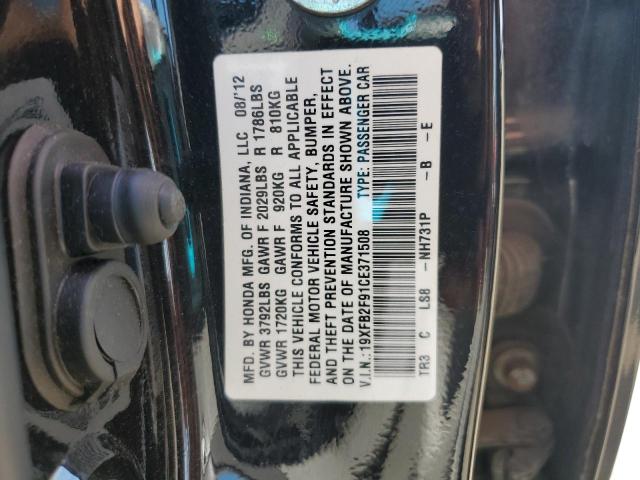 MFD. BY HONDA MFG. OF INDIANA, LLC 08/'12
GVWR 3792LBS GAWR F 2029LBS R 1786LBS
GVWR 1720KG GAWR F 920KG R 810KG
THIS VEHICLE CONFORMS TO ALL APPLICABLE
FEDERAL MOTOR VEHICLE SAFETY, BUMPER,
AND THEFT PREVENTION STANDARDS IN EFFECT
ON THE DATE OF MANUFACTURE SHOWN ABOVE.
V.I.N.:19XFB2F91CE371508 TYPE: PASSENGER CAR
TR3 C LS8 -NH731P -B -E